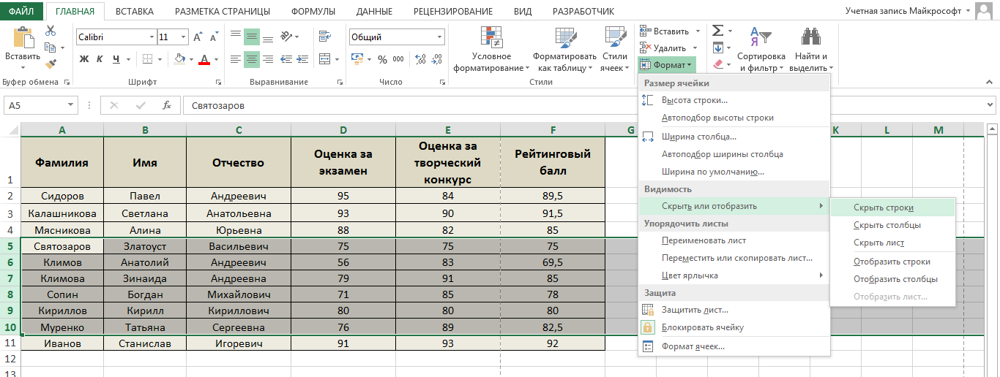 ФАЙЛ ГЛАВНАЯ ВСТАВКА РАЗМЕТКА СТРАНИЦЫ ФОРМУЛЫ ДАННЫЕ РЕЦЕНЗИРОВАНИЕ ВИД РАЗРАБОТЧИК Учетная запись Майкрософт
Вставить
Буфер обмена
Calibri 11
Ж К Ч
Шрифт
Выравнивание
Общий
% 000
Число
Условное форматирование
Форматировать как таблицу
Стили ячеек
Стили
Вставить
Удалить
Формат
Сортировка и фильтр
Найти и выделить
A5 fx Святозаров
A B C D E F G K L M
1 Фамилия Имя Отчество Оценка за экзамен Оценка за творческий конкурс Рейтинговый балл
2 Сидоров Павел Андреевич 95 84 89,5
3 Калашникова Светлана Анатольевна 93 90 91,5
4 Мясникова Алина Юрьевна 88 82 85
5 Святозаров Златоуст Васильевич 75 75 75
6 Климов Анатолий Андреевич 56 83 69,5
7 Климова Зинаида Андреевна 79 91 85
8 Сопин Богдан Михайлович 71 85 78
9 Кириллов Кирилл Кириллович 80 80 80
10 Муренко Татьяна Сергеевна 76 89 82,5
11 Иванов Станислав Игоревич 91 93 92
12
13
Размер ячейки
Высота строки...
Автоподбор высоты строки
Ширина столбца...
Автоподбор ширины столбца
Ширина по умолчанию...
Видимость
Скрыть или отобразить
Упорядочить листы
Переименовать лист
Переместить или скопировать лист...
Цвет ярлычка
Защита
Защитить лист...
Блокировать ячейку
Формат ячеек...
Скрыть строки
Скрыть столбцы
Скрыть лист
Отобразить строки
Отобразить столбцы
Отобразить лист...